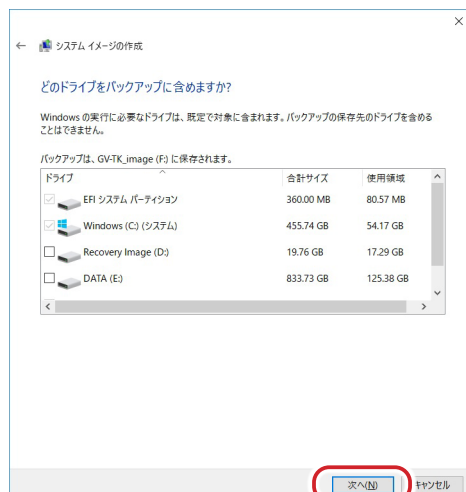 システム イメージの作成
どのドライブをバックアップに含めますか?
Windows の実行に必要なドライブは、既定で対象に含まれます。バックアップの保存先のドライブを含める
ことはできません。
バックアップは、GV-TK_image (F:) に保存されます。
ドライブ 合計サイズ 使用領域
EFI システム パーティション 360.00 MB 80.57 MB
Windows (C:) (システム) 455.74 GB 54.17 GB
Recovery Image (D:) 19.76 GB 17.29 GB
DATA (E:) 833.73 GB 125.38 GB
次へ(N) キャンセル